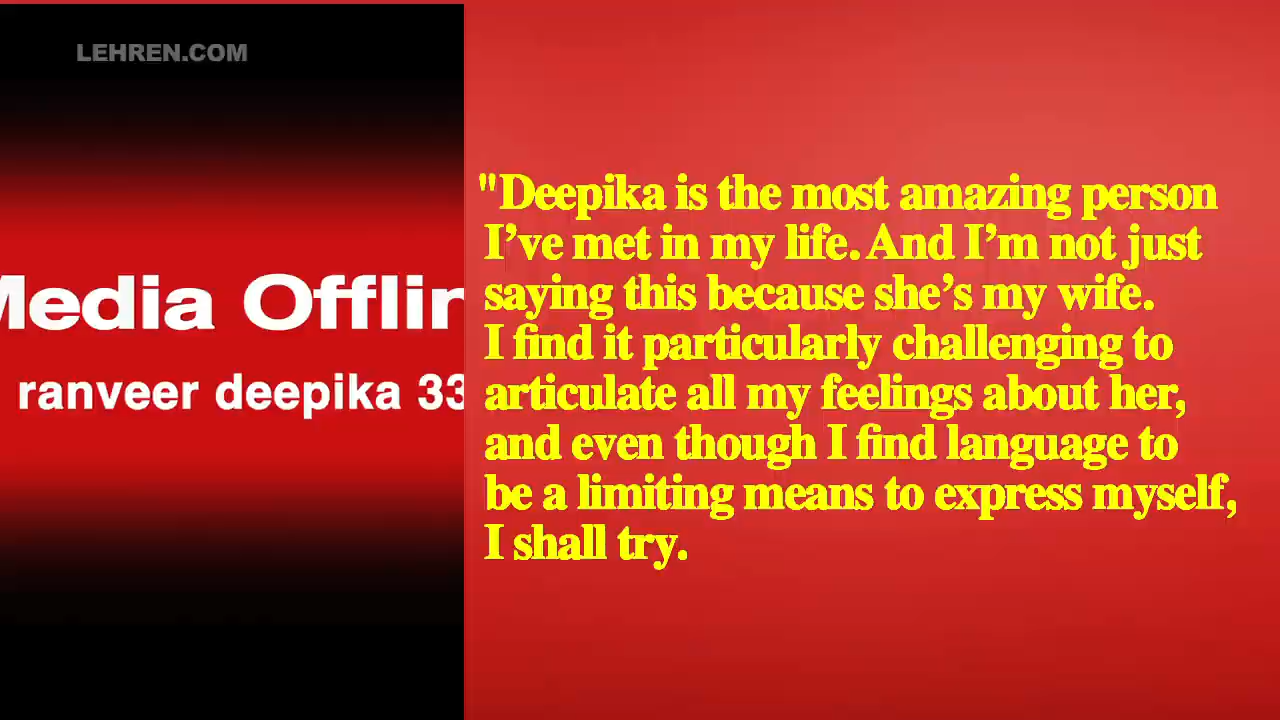 LEHREN.COM
Media Offlin
ranveer deepika 33
"Deepika is the most amazing person
I’ve met in my life. And I’m not just
saying this because she’s my wife.
I find it particularly challenging to
articulate all my feelings about her,
and even though I find language to
be a limiting means to express myself,
I shall try.